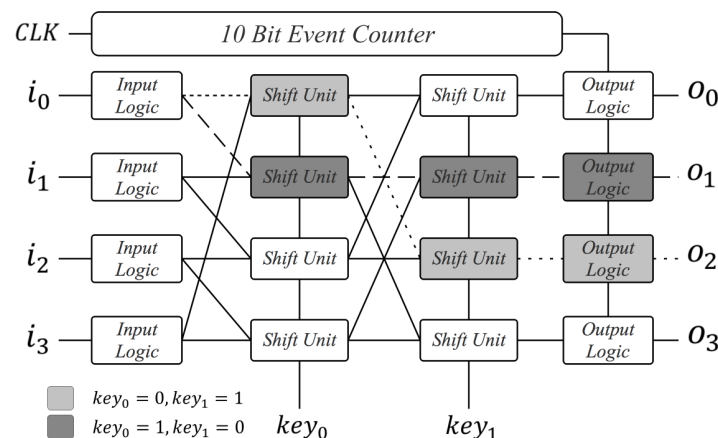 CLK 10 Bit Event Counter
i₀ Input Logic Shift Unit Shift Unit Output Logic o₀
i₁ Input Logic Shift Unit Shift Unit Output Logic o₁
i₂ Input Logic Shift Unit Shift Unit Output Logic o₂
i₃ Input Logic Shift Unit Shift Unit Output Logic o₃
key₀ = 0, key₁ = 1
key₀ = 1, key₁ = 0 key₀ key₁